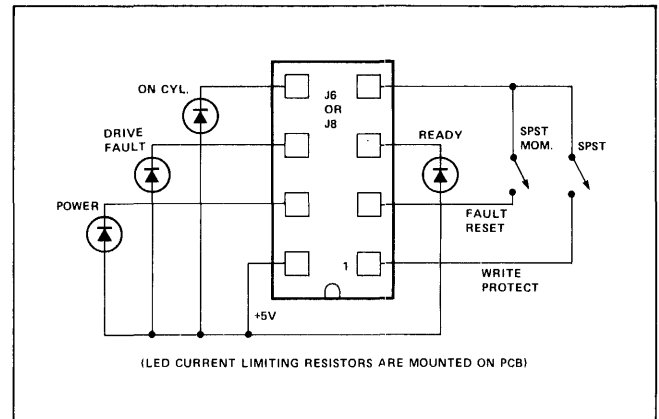 ON CYL.
J6
OR
J8
DRIVE
FAULT
READY
SPST
MOM.
SPST
POWER
FAULT
RESET
1
WRITE
PROTECT
+5V
(LED CURRENT LIMITING RESISTORS ARE MOUNTED ON PCB)